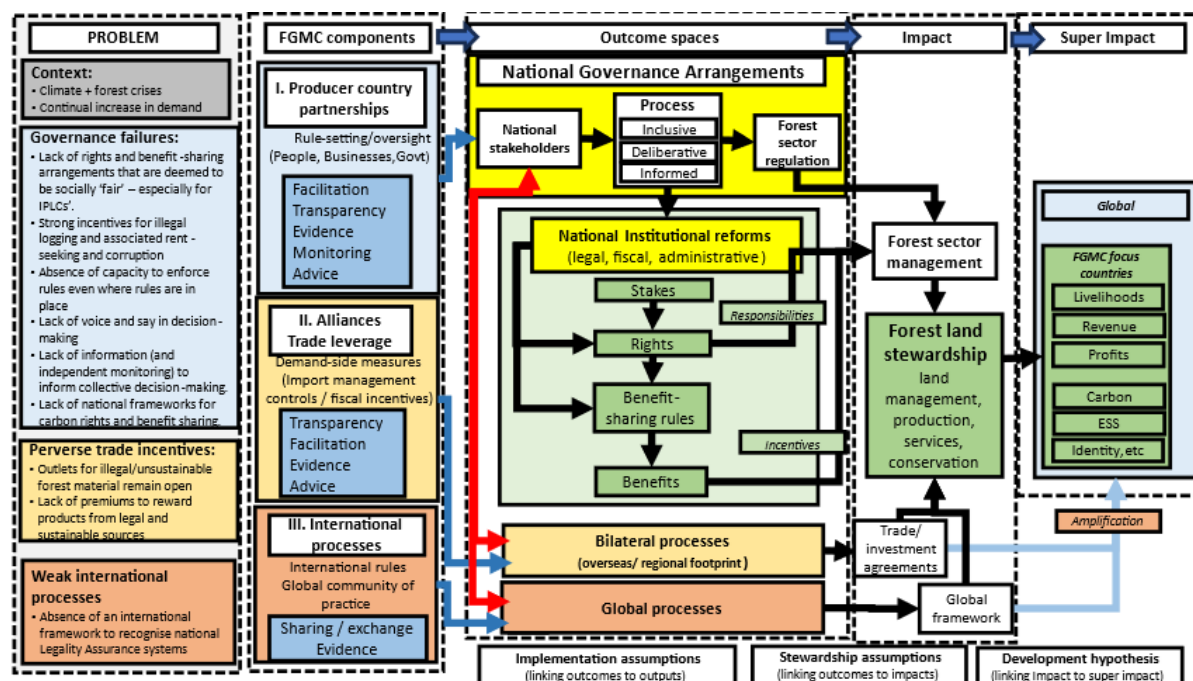 PROBLEM
Context:
• Climate + forest crises
• Continual increase in demand
Governance failures:
• Lack of rights and benefit -sharing
arrangements that are deemed to
be socially 'fair' – especially for
IPLCs'.
• Strong incentives for illegal
logging and associated rent -
seeking and corruption
• Absence of capacity to enforce
rules even where rules are in
place
• Lack of voice and say in decision -
making
• Lack of information (and
independent monitoring) to
inform collective decision-making.
• Lack of national frameworks for
carbon rights and benefit sharing.
Perverse trade incentives:
• Outlets for illegal/unsustainable
forest material remain open
• Lack of premiums to reward
products from legal and
sustainable sources
Weak international
processes
• Absence of an international
framework to recognise national
Legality Assurance systems
FGMC components
I. Producer country
partnerships
Rule-setting/oversight
(People, Businesses,Govt)
Facilitation
Transparency
Evidence
Monitoring
Advice
II. Alliances
Trade leverage
Demand-side measures
(Import management
controls / fiscal incentives)
Transparency
Facilitation
Evidence
Advice
III. International
processes
International rules
Global community of
practice
Sharing / exchange
Evidence
Outcome spaces
National Governance Arrangements
National
stakeholders
Process
Inclusive
Deliberative
Informed
Forest
sector
regulation
National Institutional reforms
(legal, fiscal, administrative)
Stakes
Responsibilities
Rights
Benefit-
sharing rules
Incentives
Benefits
Bilateral processes
(overseas/ regional footprint)
Global processes
Impact
Forest sector
management
Forest land
stewardship
land
management,
production,
services,
conservation
Trade/
investment
agreements
Global
framework
Super Impact
Global
FGMC focus
countries
Livelihoods
Revenue
Profits
Carbon
ESS
Identity, etc
Amplification
Implementation assumptions
(linking outcomes to outputs)
Stewardship assumptions
(linking outcomes to impacts)
Development hypothesis
(linking Impact to super impact)